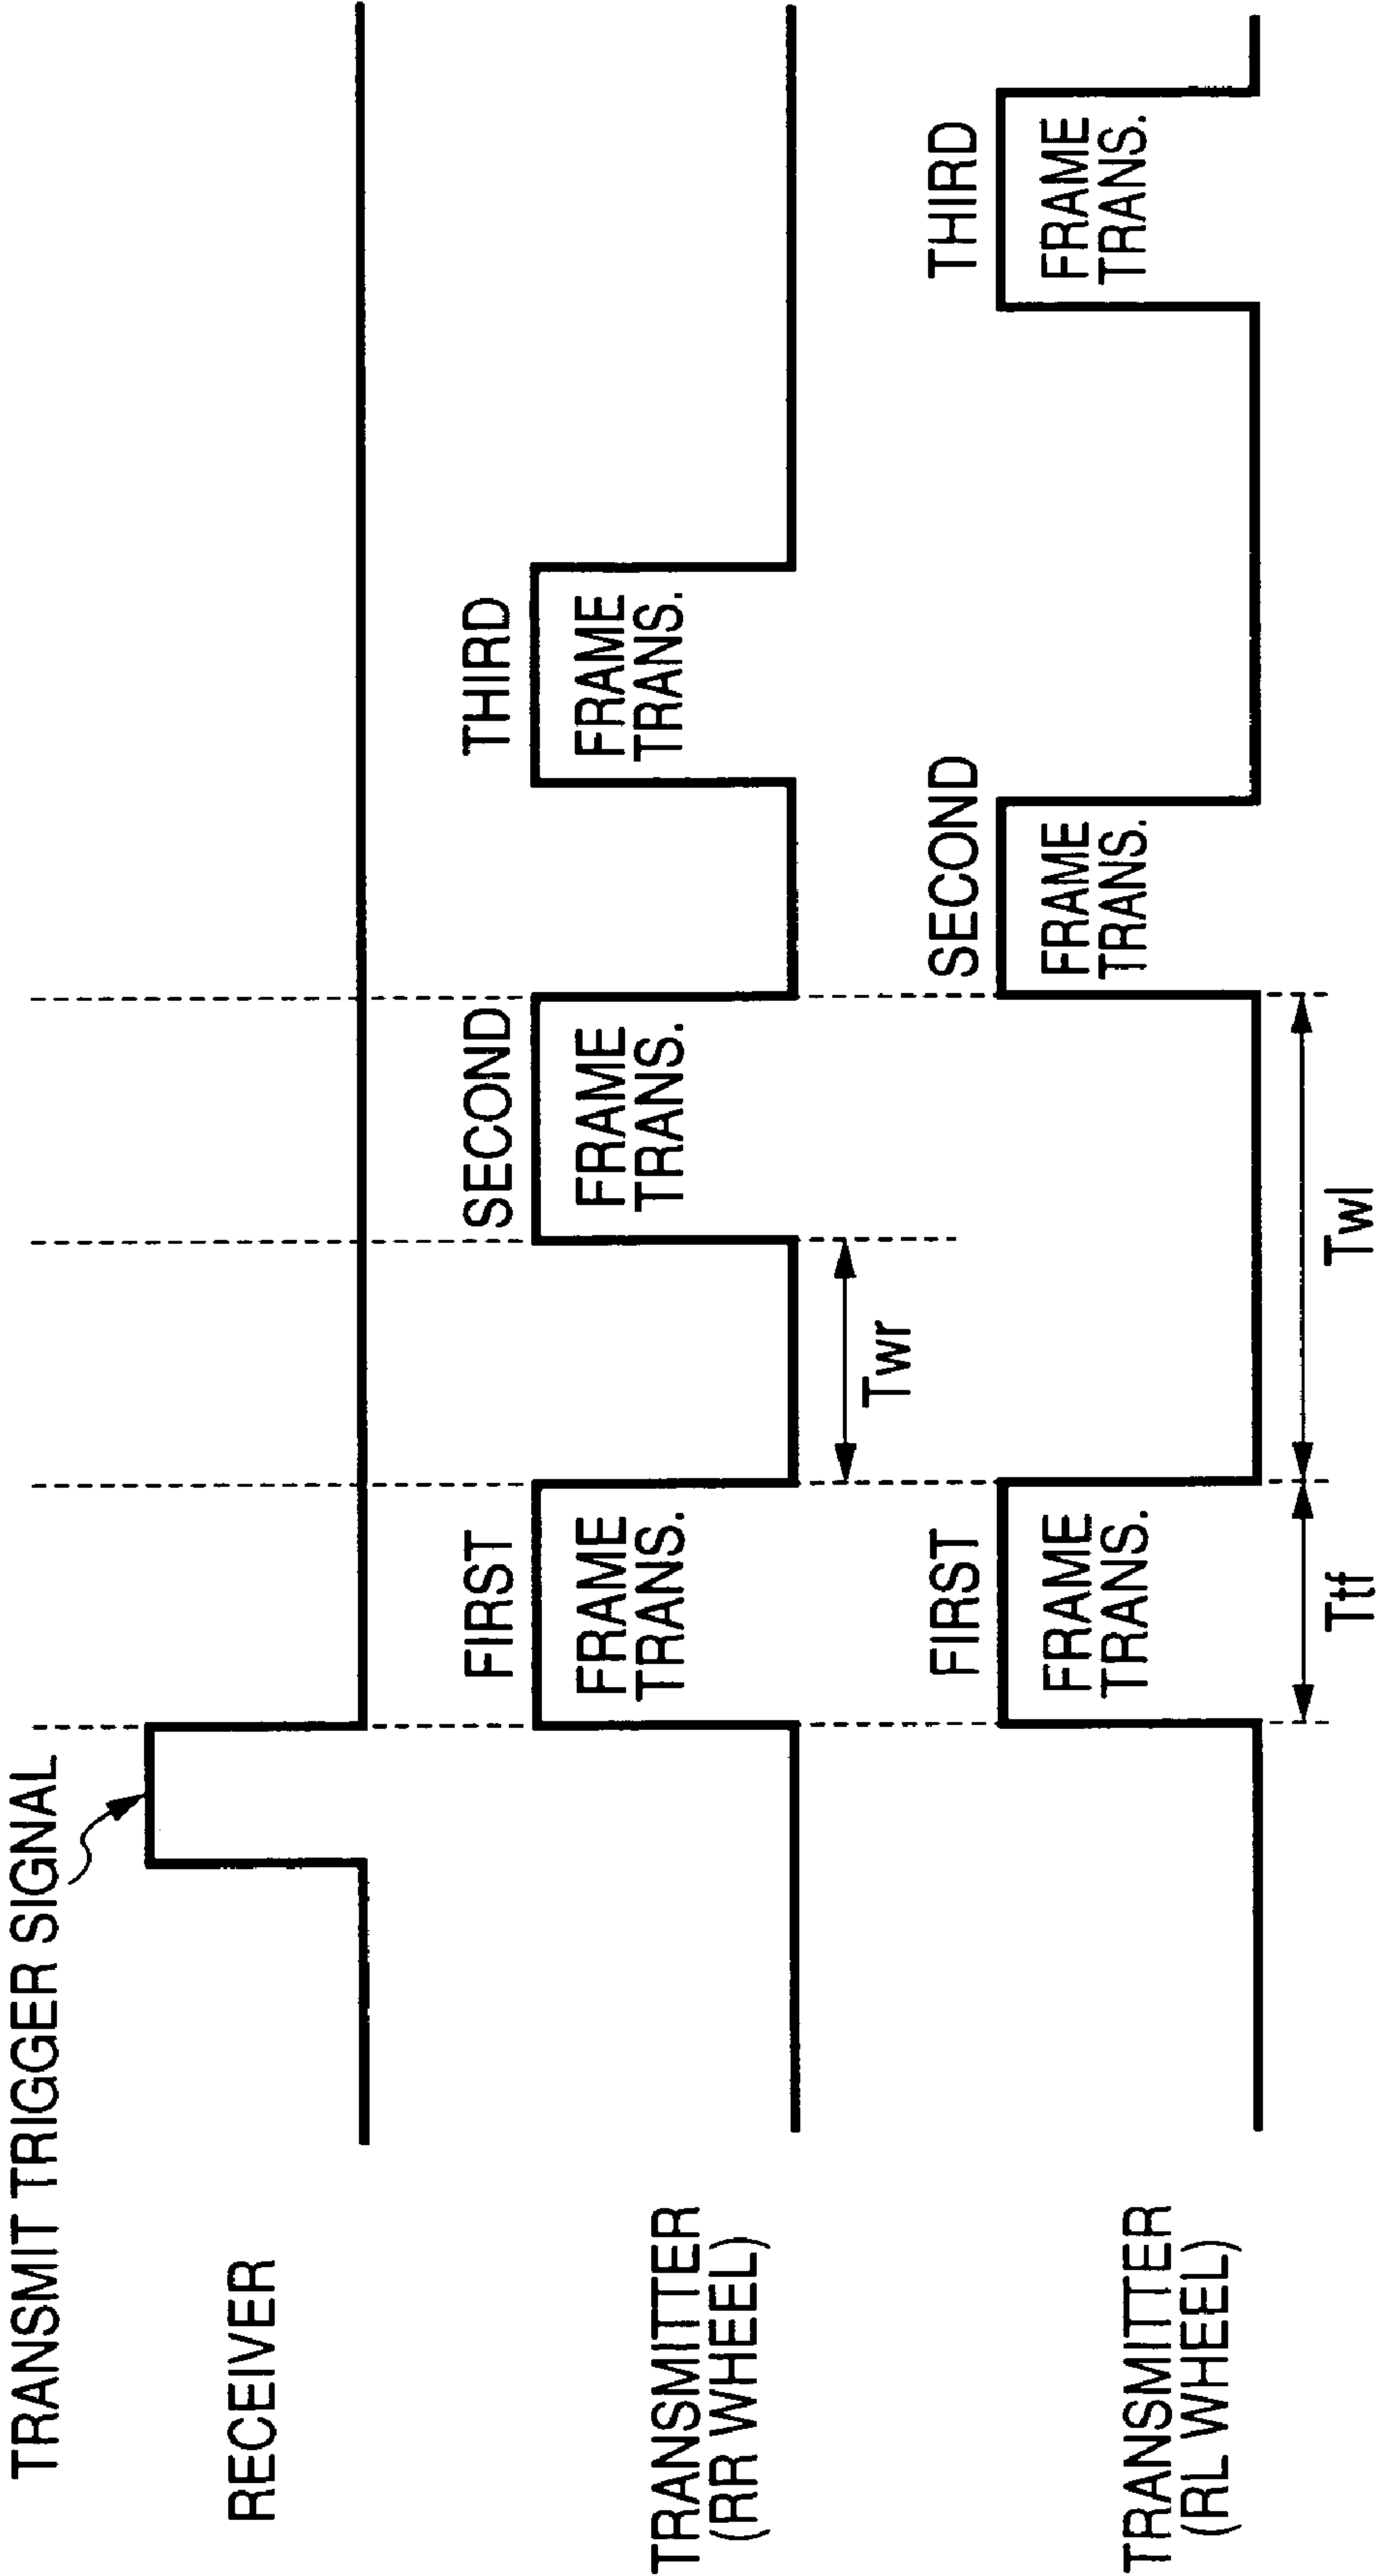 TRANSMIT TRIGGER SIGNAL
RECEIVER
TRANSMITTER
(RR WHEEL)
FIRST
FRAME
TRANS.
SECOND
FRAME
TRANS.
THIRD
FRAME
TRANS.
Twr
TRANSMITTER
(RL WHEEL)
FIRST
FRAME
TRANS.
SECOND
FRAME
TRANS.
THIRD
FRAME
TRANS.
Ttf
Twl